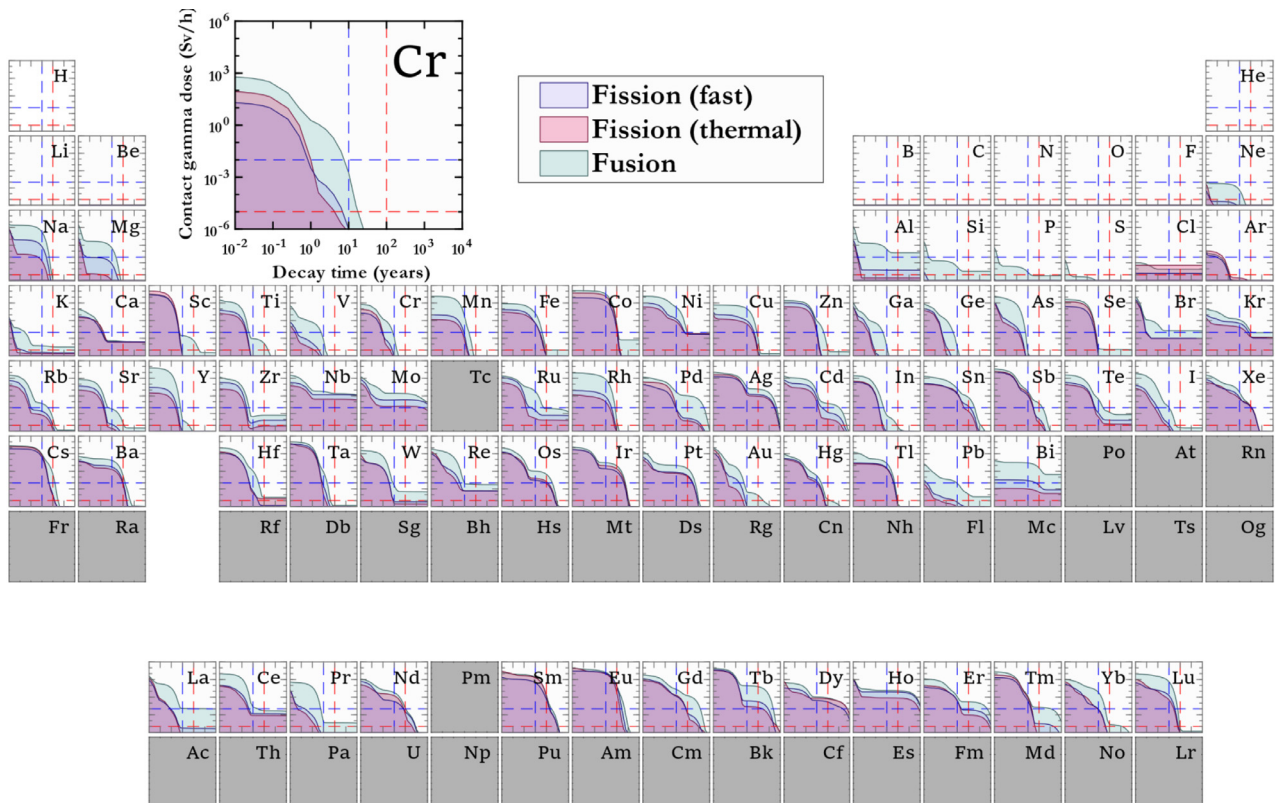 10^6
10^3
10^0
10^-3
10^-6
Contact gamma dose (Sv/h)
Cr
10^-2 10^-1 10^0 10^1 10^2 10^3 10^4
Decay time (years)
Fission (fast)
Fission (thermal)
Fusion
H He
Li Be B C N O F Ne
Na Mg Al Si P S Cl Ar
K Ca Sc Ti V Cr Mn Fe Co Ni Cu Zn Ga Ge As Se Br Kr
Rb Sr Y Zr Nb Mo Tc Ru Rh Pd Ag Cd In Sn Sb Te I Xe
Cs Ba Hf Ta W Re Os Ir Pt Au Hg Tl Pb Bi Po At Rn
Fr Ra Rf Db Sg Bh Hs Mt Ds Rg Cn Nh Fl Mc Lv Ts Og
La Ce Pr Nd Pm Sm Eu Gd Tb Dy Ho Er Tm Yb Lu
Ac Th Pa U Np Pu Am Cm Bk Cf Es Fm Md No Lr